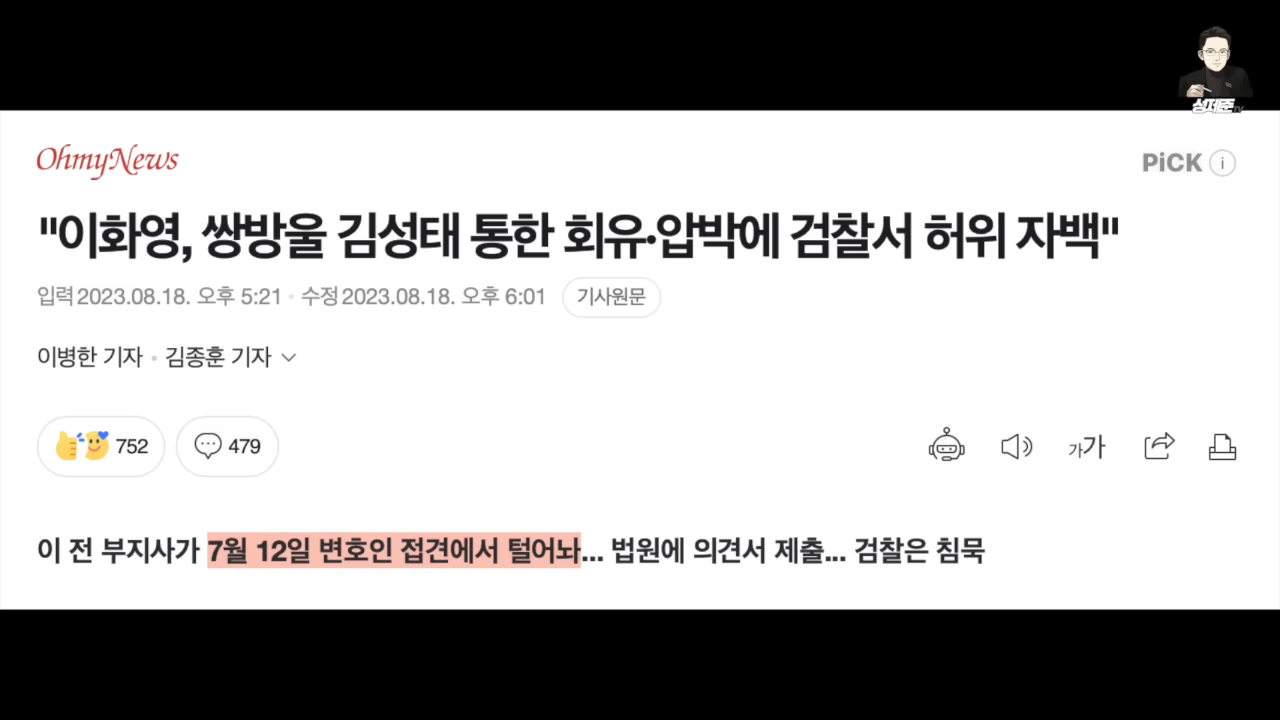 성제준TV
OhmyNews
PiCK i
"이화영, 쌍방울 김성태 통한 회유·압박에 검찰서 허위 자백"
입력 2023.08.18. 오후 5:21 · 수정 2023.08.18. 오후 6:01 기사원문
이병한 기자 · 김종훈 기자
752 479
가가
이 전 부지사가 7월 12일 변호인 접견에서 털어놔... 법원에 의견서 제출... 검찰은 침묵